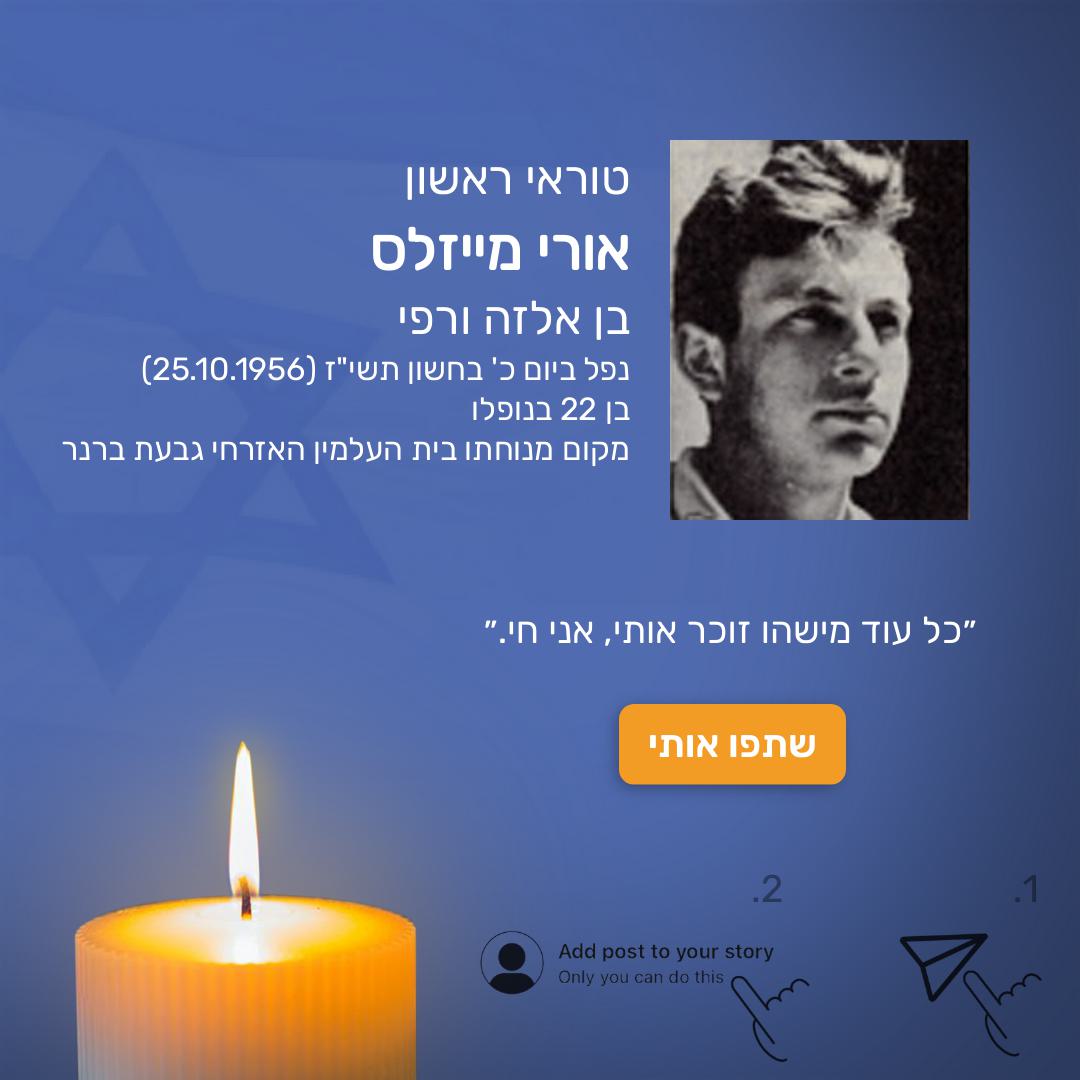 טוראי ראשון
אורי מייזלס
בן אלזה ורפי
נפל ביום כ' בחשון תשי"ז (25.10.1956)
בן 22 בנופלו
מקום מנוחתו בית העלמין האזרחי גבעת ברנר
״כל עוד מישהו זוכר אותי, אני חי.״
שתפו אותי
.1
.2
Add post to your story
Only you can do this